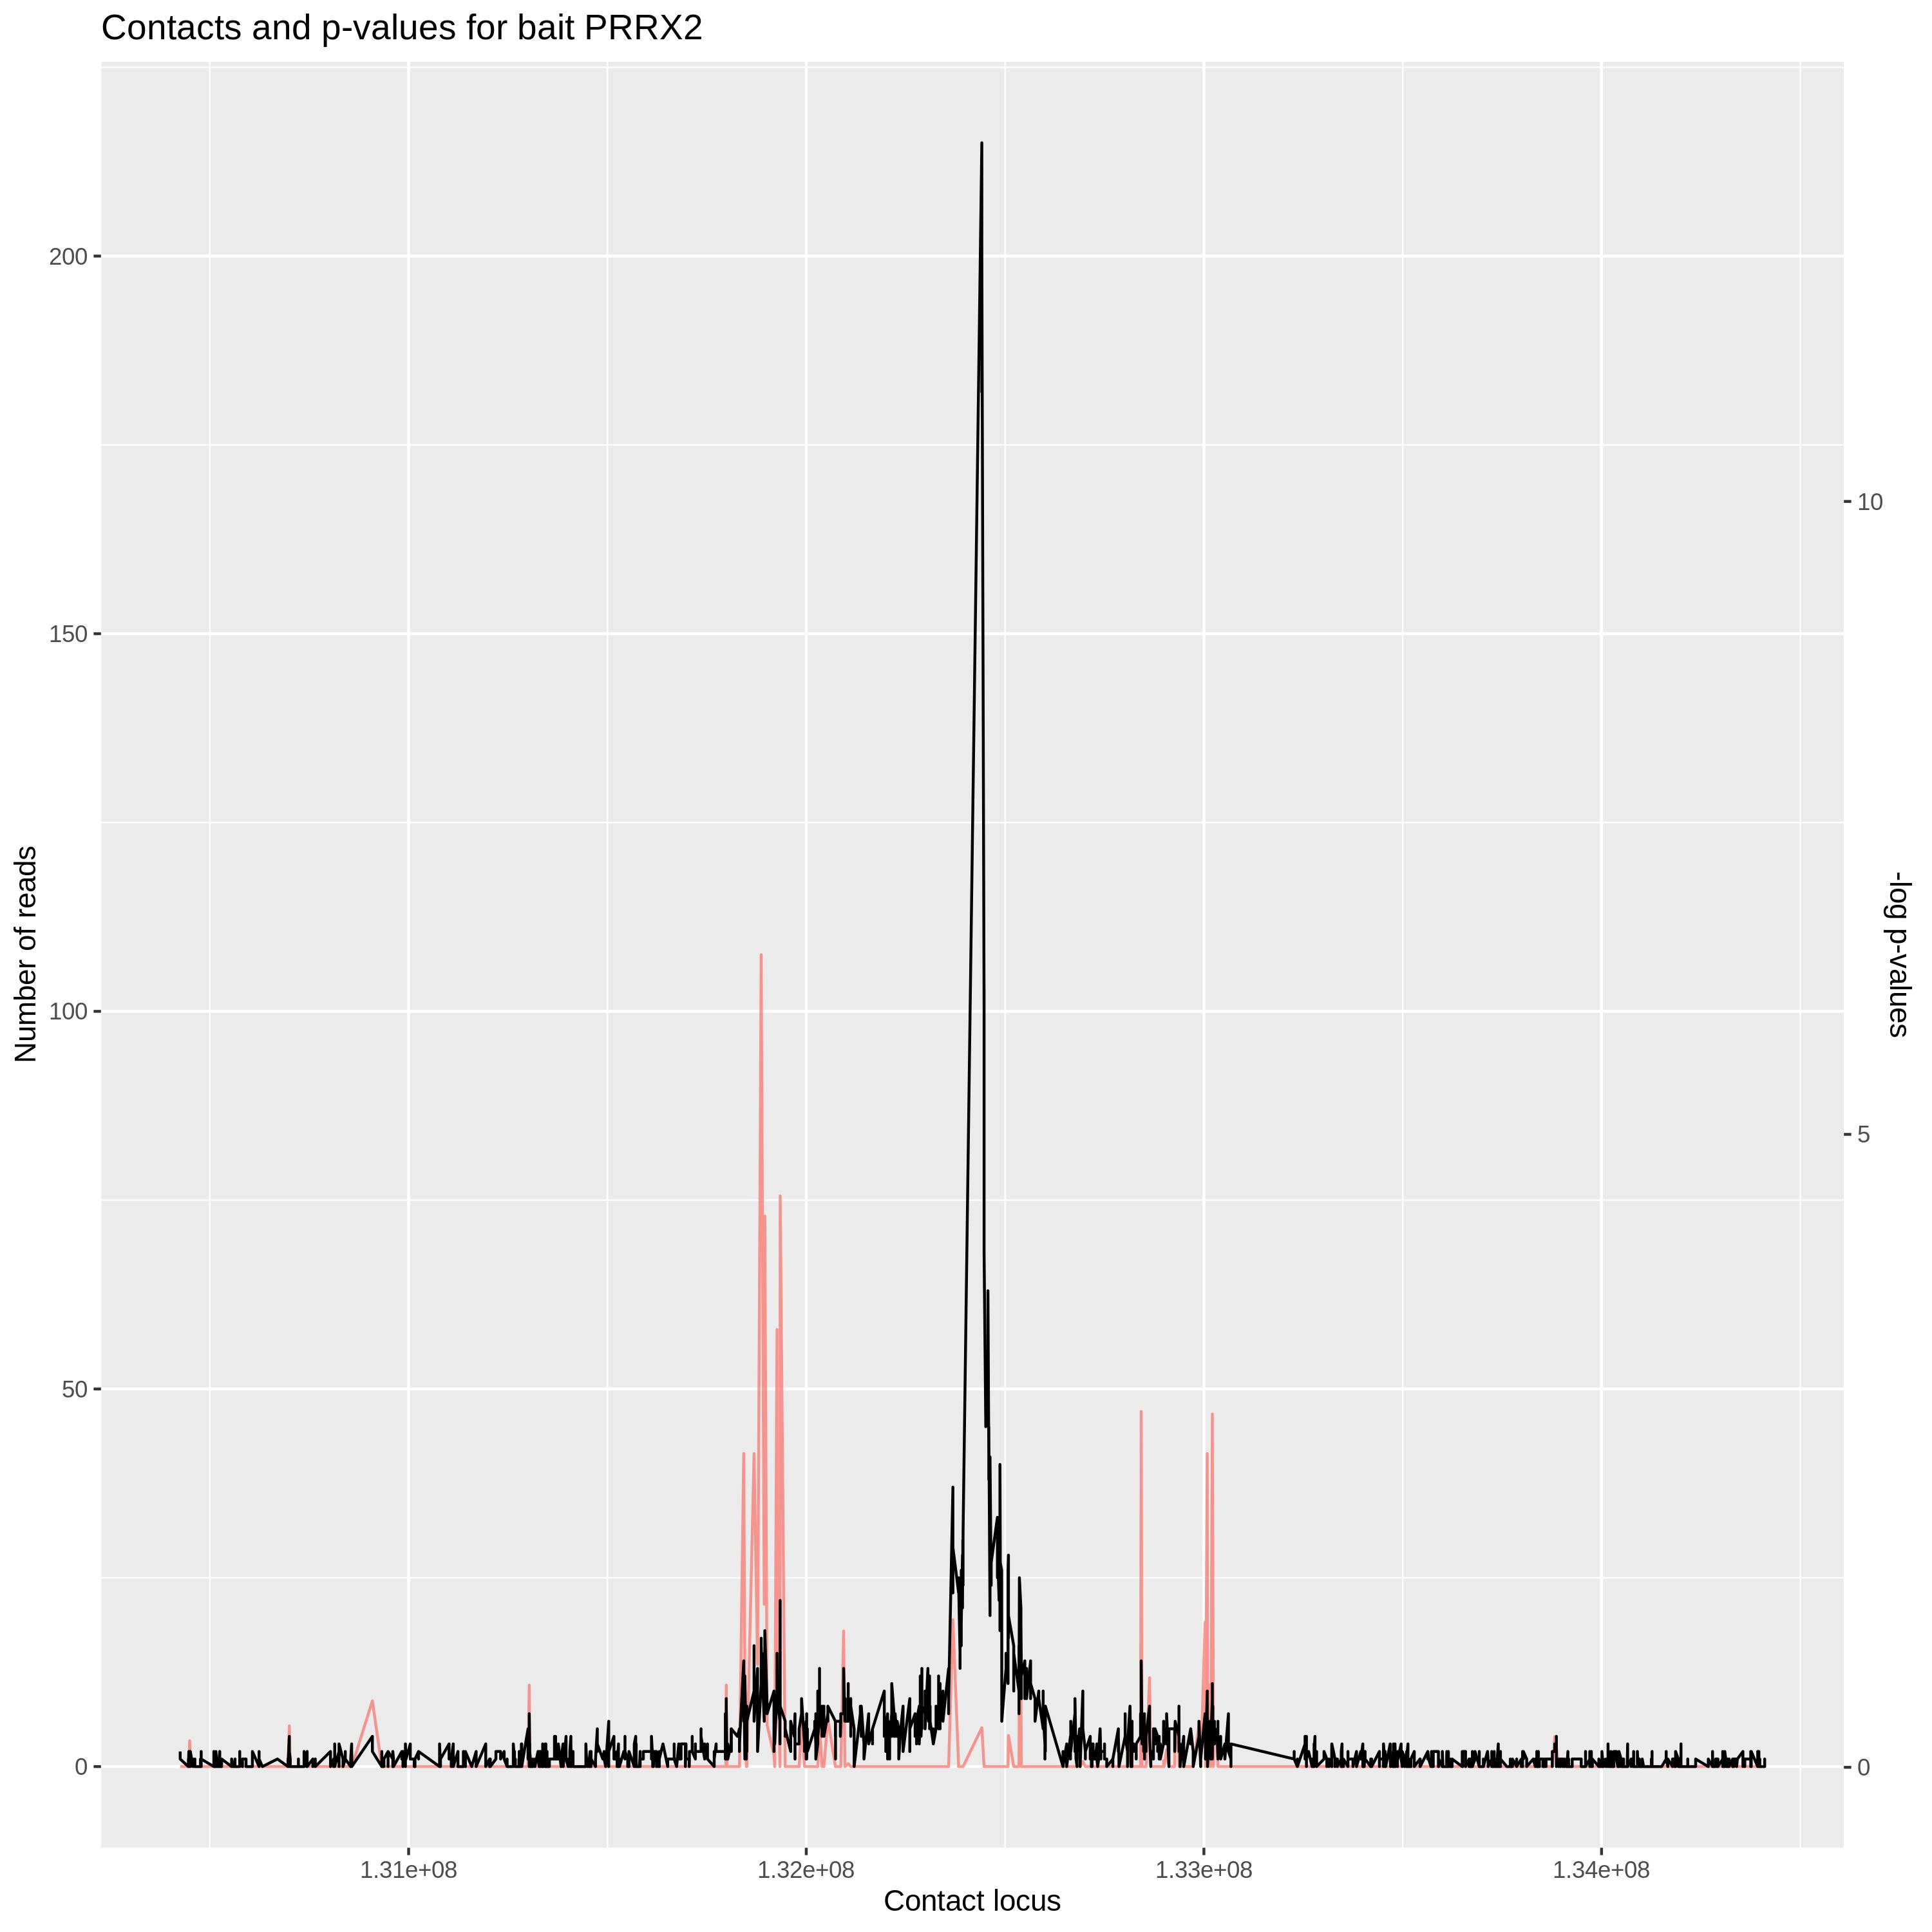 Contacts and p-values for bait PRRX2
200
150
100
50
0
10
5
0
Number of reads
-log p-values
1.31e+08 1.32e+08 1.33e+08 1.34e+08
Contact locus